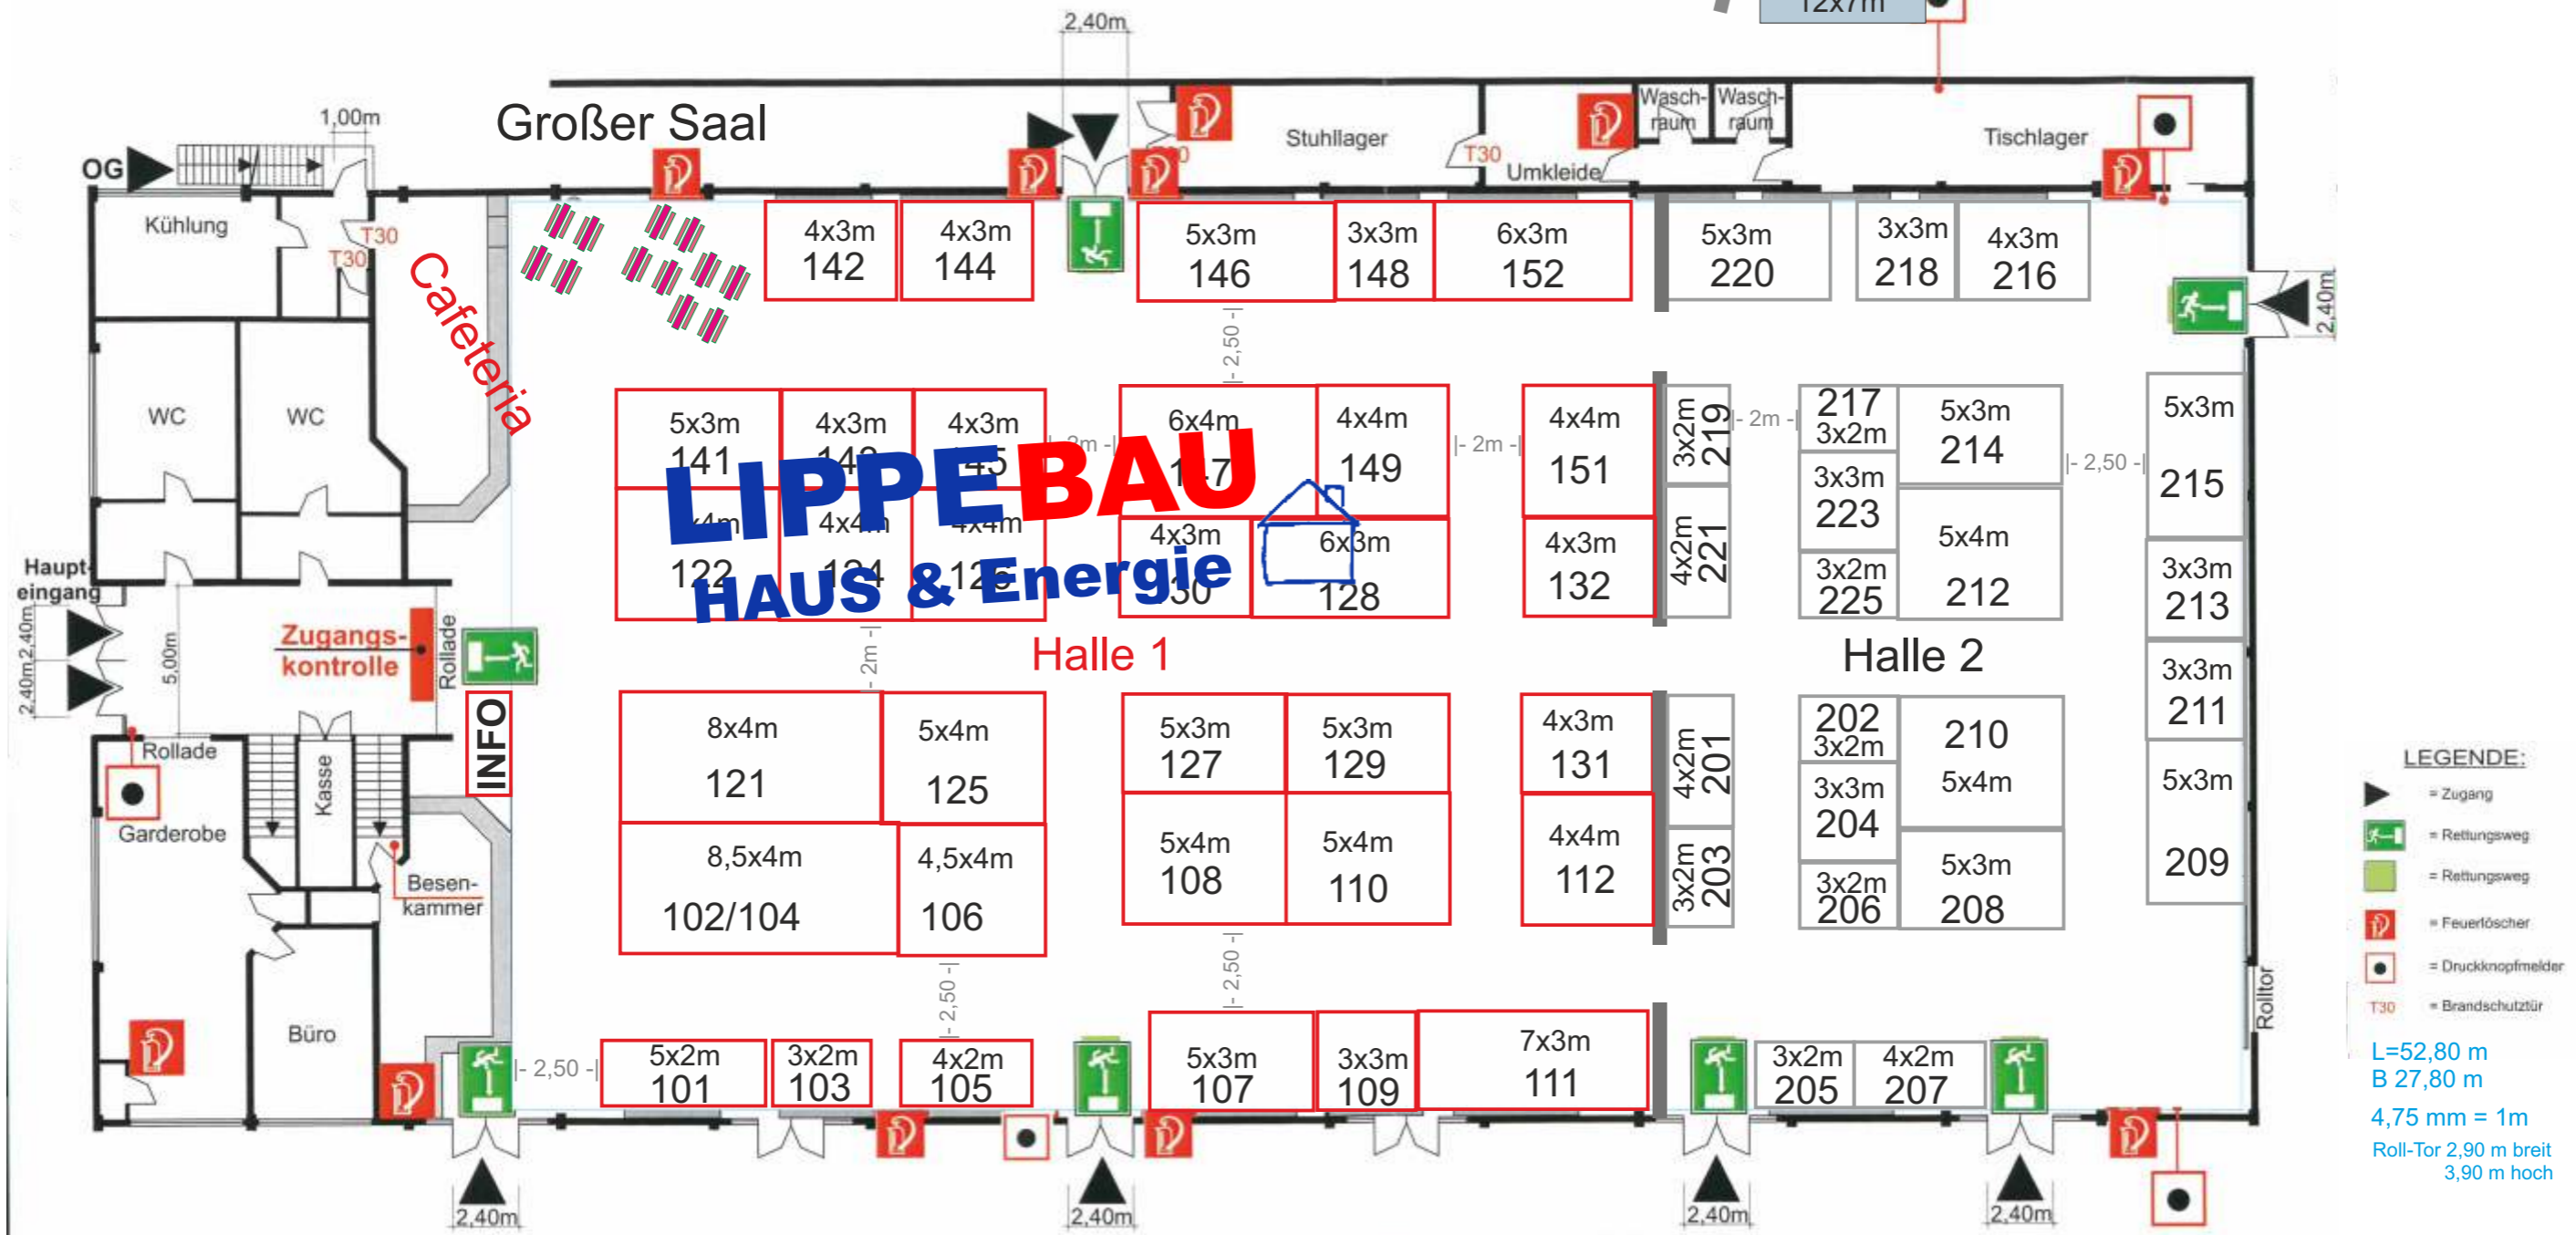 12x7m
2,40m
Großer Saal
1,00m
OG
Kühlung
T30
T30
Cafeteria
WC
WC
Stuhllager
T30
Umkleide
Wasch-
raum
Wasch-
raum
Tischlager
4x3m
142
4x3m
144
5x3m
146
3x3m
148
6x3m
152
5x3m
220
3x3m
218
4x3m
216
2,40m
|- 2,50 -|
5x3m
141
4x3m
4x3m
|- 2m -|
6x4m
4x4m
149
|- 2m -|
4x4m
151
3x2m
219
|- 2m -|
217
3x2m
5x3m
214
|- 2,50 -|
5x3m
215
LIPPEBAU
HAUS & Energie
122
4x4m
124
4x4m
126
4x3m
130
6x3m
128
4x3m
132
4x2m
221
3x3m
223
3x2m
225
5x4m
212
3x3m
213
Haupt-
eingang
2,40m
2,40m
5,00m
Zugangs-
kontrolle
Rollade
INFO
|- 2m -|
Halle 1
Halle 2
3x3m
211
Rollade
Garderobe
Kasse
Besen-
kammer
Büro
8x4m
121
5x4m
125
8,5x4m
102/104
4,5x4m
106
5x3m
127
5x3m
129
5x4m
108
5x4m
110
4x3m
131
4x4m
112
4x2m
201
3x2m
203
202
3x2m
3x3m
204
3x2m
206
210
5x4m
5x3m
208
5x3m
209
|- 2,50 -|
|- 2,50 -|
|- 2,50 -|
5x2m
101
3x2m
103
4x2m
105
5x3m
107
3x3m
109
7x3m
111
3x2m
205
4x2m
207
Rolltor
2,40m
2,40m
2,40m
2,40m
LEGENDE:
= Zugang
= Rettungsweg
= Rettungsweg
= Feuerlöscher
= Druckknopfmelder
T30 = Brandschutztür
L=52,80 m
B 27,80 m
4,75 mm = 1m
Roll-Tor 2,90 m breit
3,90 m hoch